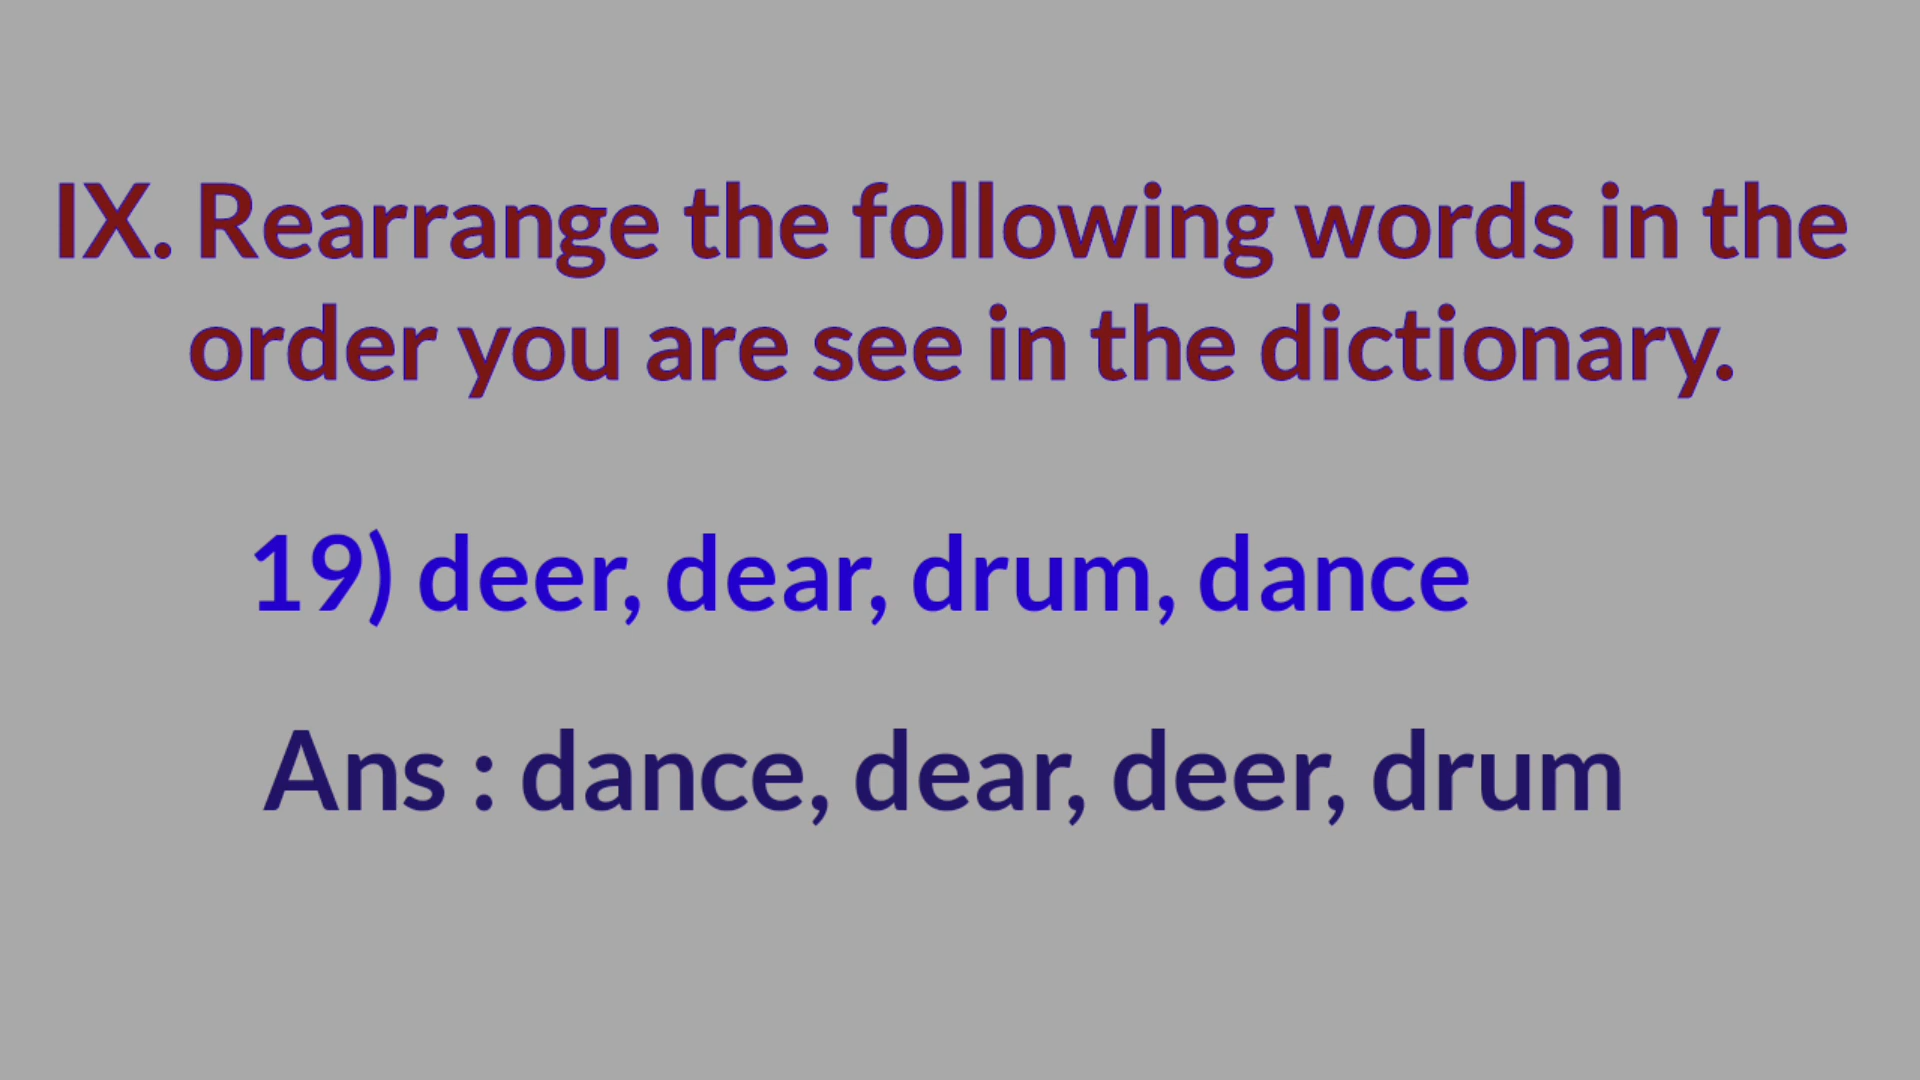 IX. Rearrange the following words in the
order you are see in the dictionary.
19) deer, dear, drum, dance
Ans : dance, dear, deer, drum